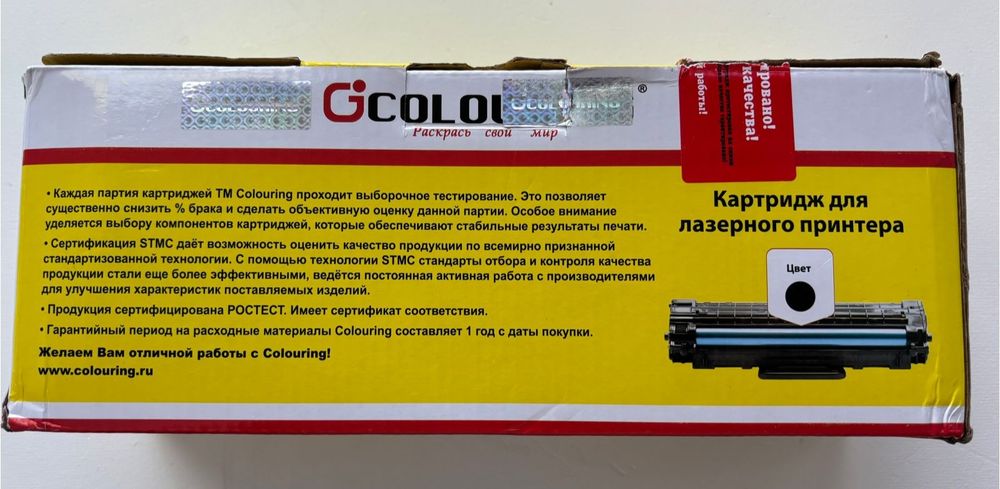 COLOURING
GCOLOU
COLOURING
®
Раскрась свой мир
ровано!
качества!
работы!
• Каждая партия картриджей ТМ Colouring проходит выборочное тестирование. Это позволяет
существенно снизить % брака и сделать объективную оценку данной партии. Особое внимание
уделяется выбору компонентов картриджей, которые обеспечивают стабильные результаты печати.
• Сертификация STMC даёт возможность оценить качество продукции по всемирно признанной
стандартизованной технологии. С помощью технологии STMC стандарты отбора и контроля качества
продукции стали еще более эффективными, ведётся постоянная активная работа с производителями
для улучшения характеристик поставляемых изделий.
• Продукция сертифицирована РОСТЕСТ. Имеет сертификат соответствия.
• Гарантийный период на расходные материалы Colouring составляет 1 год с даты покупки.
Желаем Вам отличной работы с Colouring!
www.colouring.ru
Картридж для
лазерного принтера
Цвет